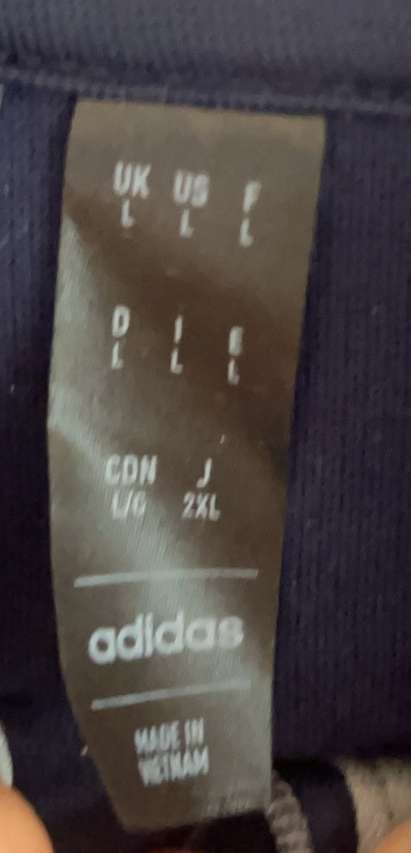 UK US F
L L L
D I E
L L L
CDN J
L/G 2XL
adidas
MADE IN
VIETNAM